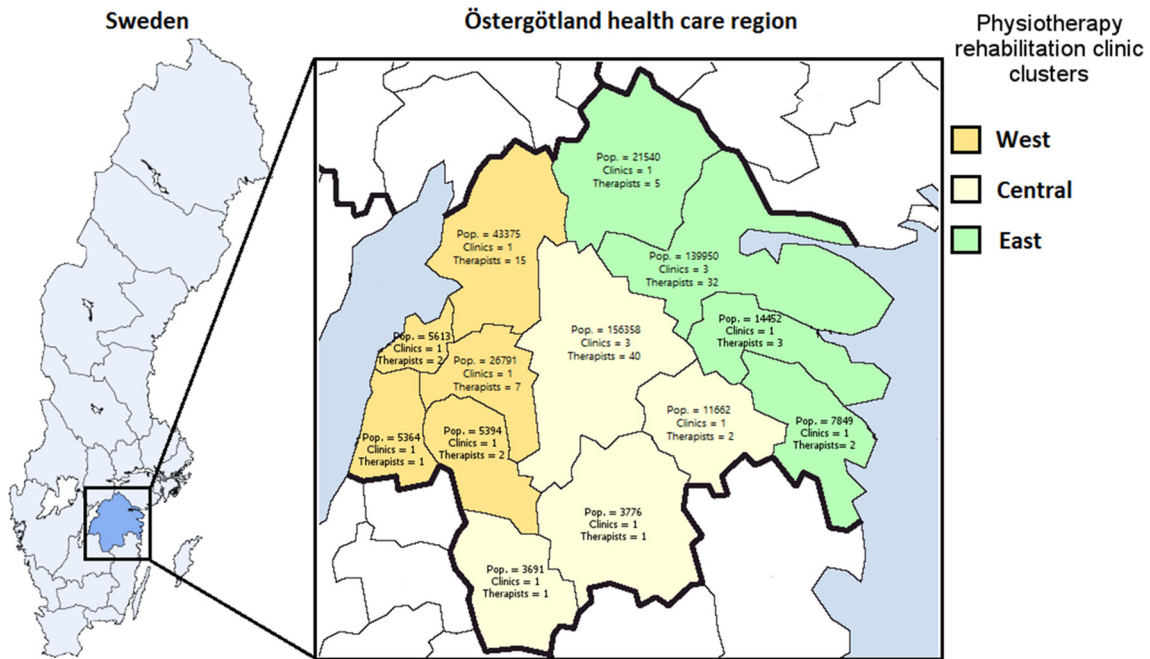 Sweden
Östergötland health care region
Physiotherapy
rehabilitation clinic
clusters
West
Central
East
Pop. = 21540
Clinics = 1
Therapists = 5
Pop. = 43375
Clinics = 1
Therapists = 15
Pop. = 139950
Clinics = 3
Therapists = 32
Pop. = 14452
Clinics = 1
Therapists = 3
Pop. = 5613
Clinics = 1
Therapists = 2
Pop. = 26791
Clinics = 1
Therapists = 7
Pop. = 156358
Clinics = 3
Therapists = 40
Pop. = 11662
Clinics = 1
Therapists = 2
Pop. = 7849
Clinics = 1
Therapists= 2
Pop. = 5364
Clinics = 1
Therapists = 1
Pop. = 5394
Clinics = 1
Therapists = 2
Pop. = 3776
Clinics = 1
Therapists = 1
Pop. = 3691
Clinics = 1
Therapists = 1